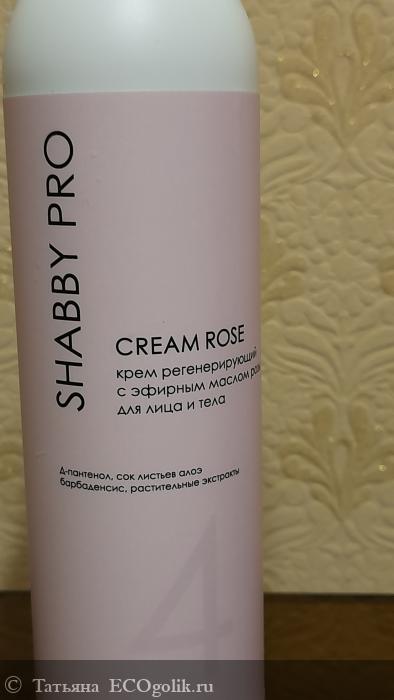 SHABBY PRO
CREAM ROSE
крем регенерирующий
с эфирным маслом розы
для лица и тела
Д-пантенол, сок листьев алоэ
барбаденсис, растительные экстракты
4
© Татьяна ECOgolik.ru